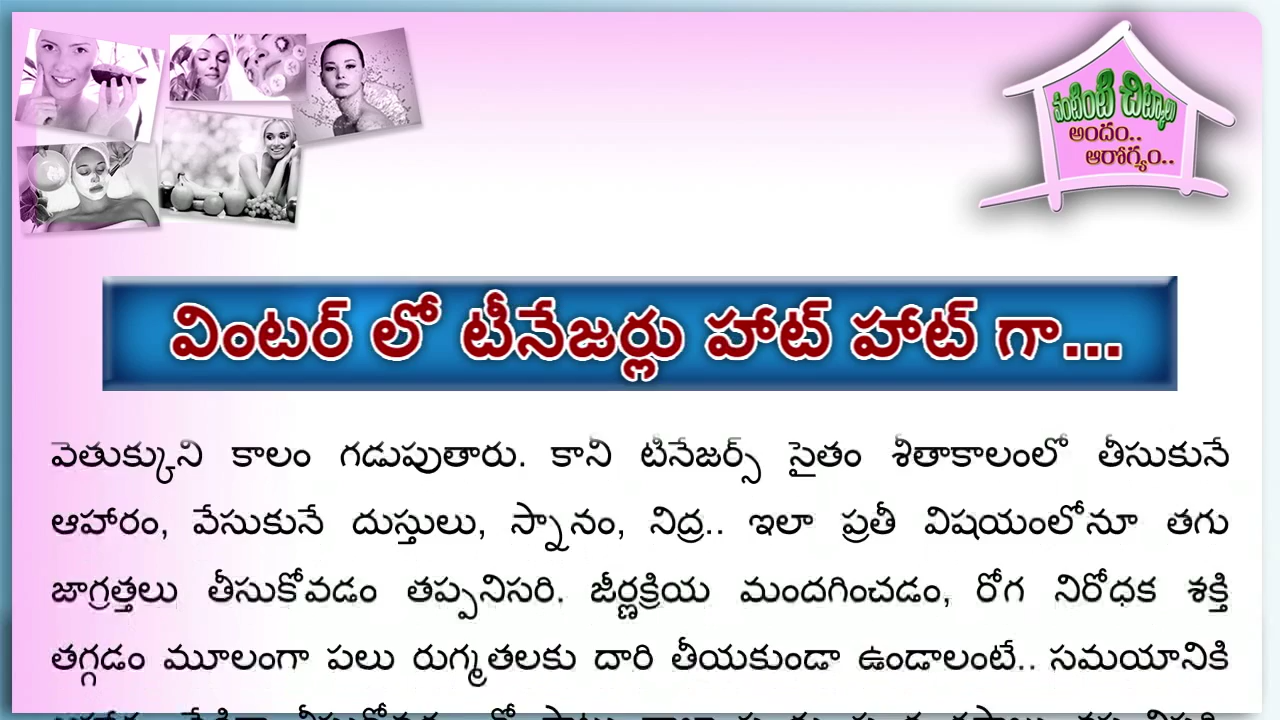 వంటింటి చిట్కాలు
అందం..
ఆరోగ్యం..
వింటర్ లో టీనేజర్లు హాట్ హాట్ గా...
వెతుక్కుని కాలం గడుపుతారు. కానీ టీనేజర్స్ సైతం శీతాకాలంలో తీసుకునే
ఆహారం, వేసుకునే దుస్తులు, స్నానం, నిద్ర.. ఇలా ప్రతీ విషయంలోనూ తగు
జాగ్రత్తలు తీసుకోవడం తప్పనిసరి. జీర్ణక్రియ మందగించడం, రోగ నిరోధక శక్తి
తగ్గడం మూలంగా పలు రుగ్మతలకు దారి తీయకుండా ఉండాలంటే.. సమయానికి